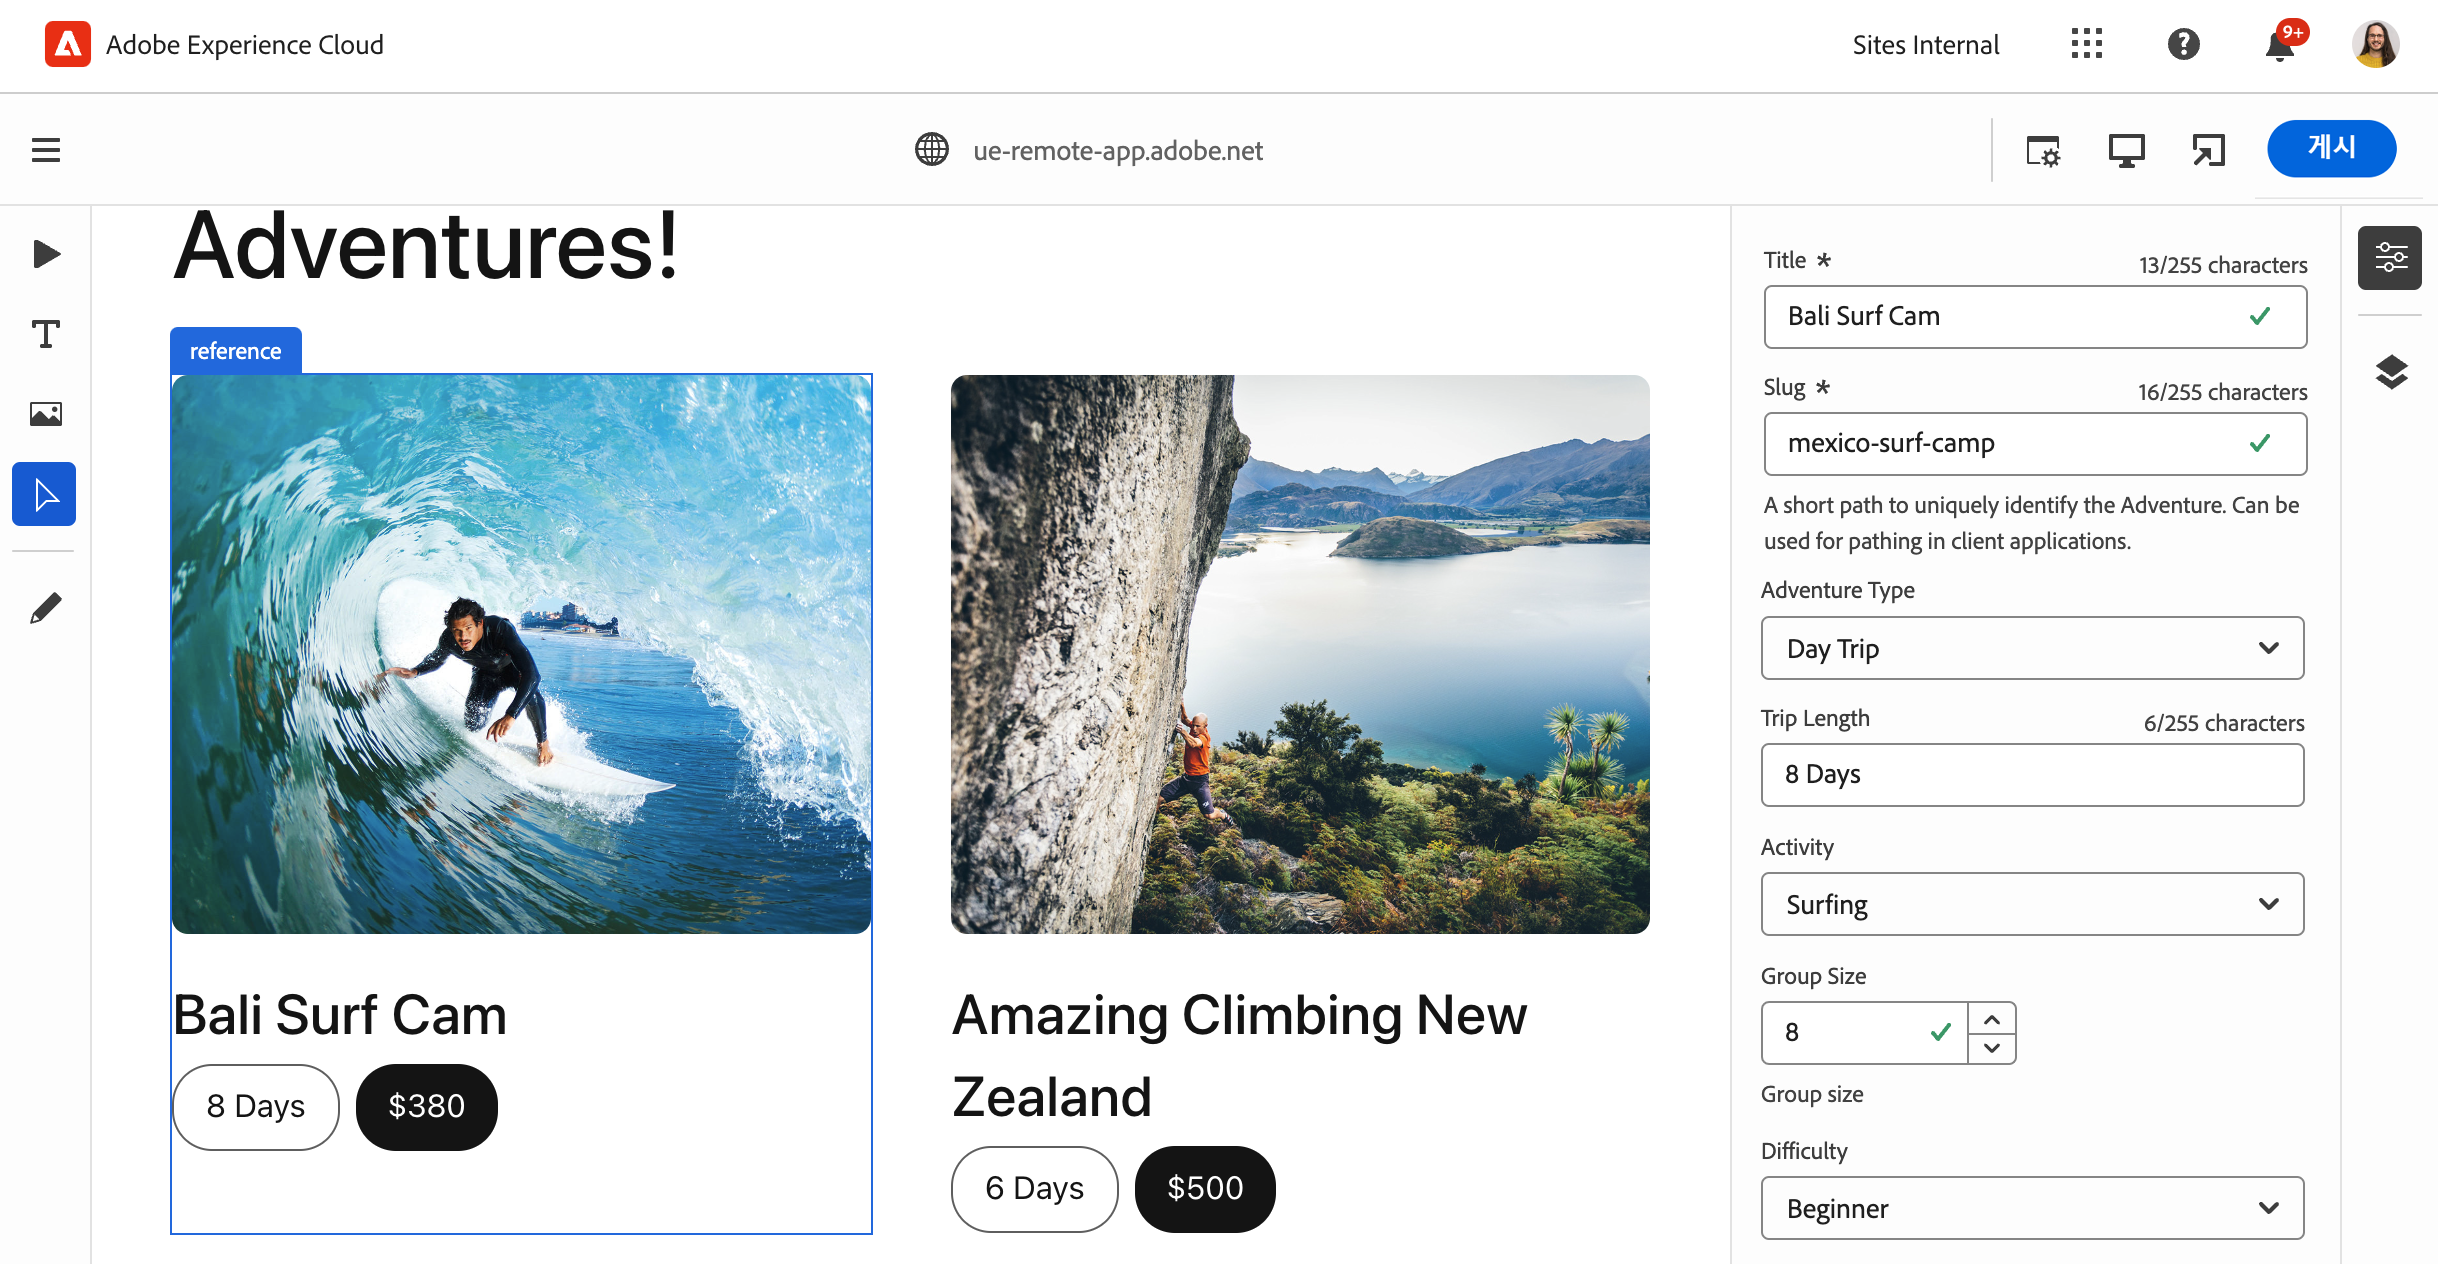 Adobe Experience Cloud
Sites Internal
9+
ue-remote-app.adobe.net
게시
Adventures!
reference
Bali Surf Cam
8 Days
$380
Amazing Climbing New
Zealand
6 Days
$500
Title *
13/255 characters
Bali Surf Cam
Slug *
16/255 characters
mexico-surf-camp
A short path to uniquely identify the Adventure. Can be
used for pathing in client applications.
Adventure Type
Day Trip
Trip Length
6/255 characters
8 Days
Activity
Surfing
Group Size
8
Group size
Difficulty
Beginner